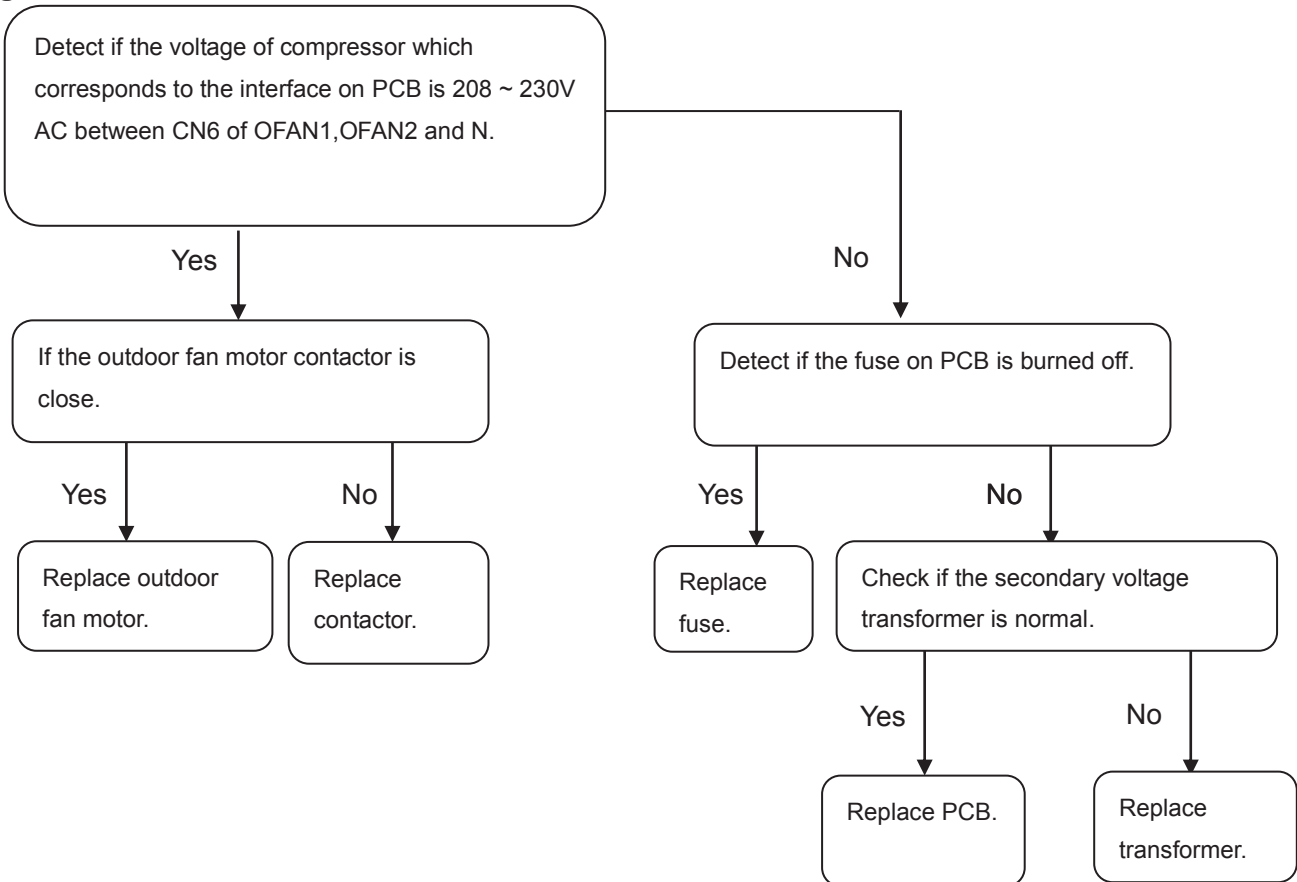 Detect if the voltage of compressor which
corresponds to the interface on PCB is 208 ~ 230V
AC between CN6 of OFAN1,OFAN2 and N.
Yes
No
If the outdoor fan motor contactor is
close.
Detect if the fuse on PCB is burned off.
Yes
No
Yes
No
Replace outdoor
fan motor.
Replace
contactor.
Replace
fuse.
Check if the secondary voltage
transformer is normal.
Yes
No
Replace PCB.
Replace
transformer.